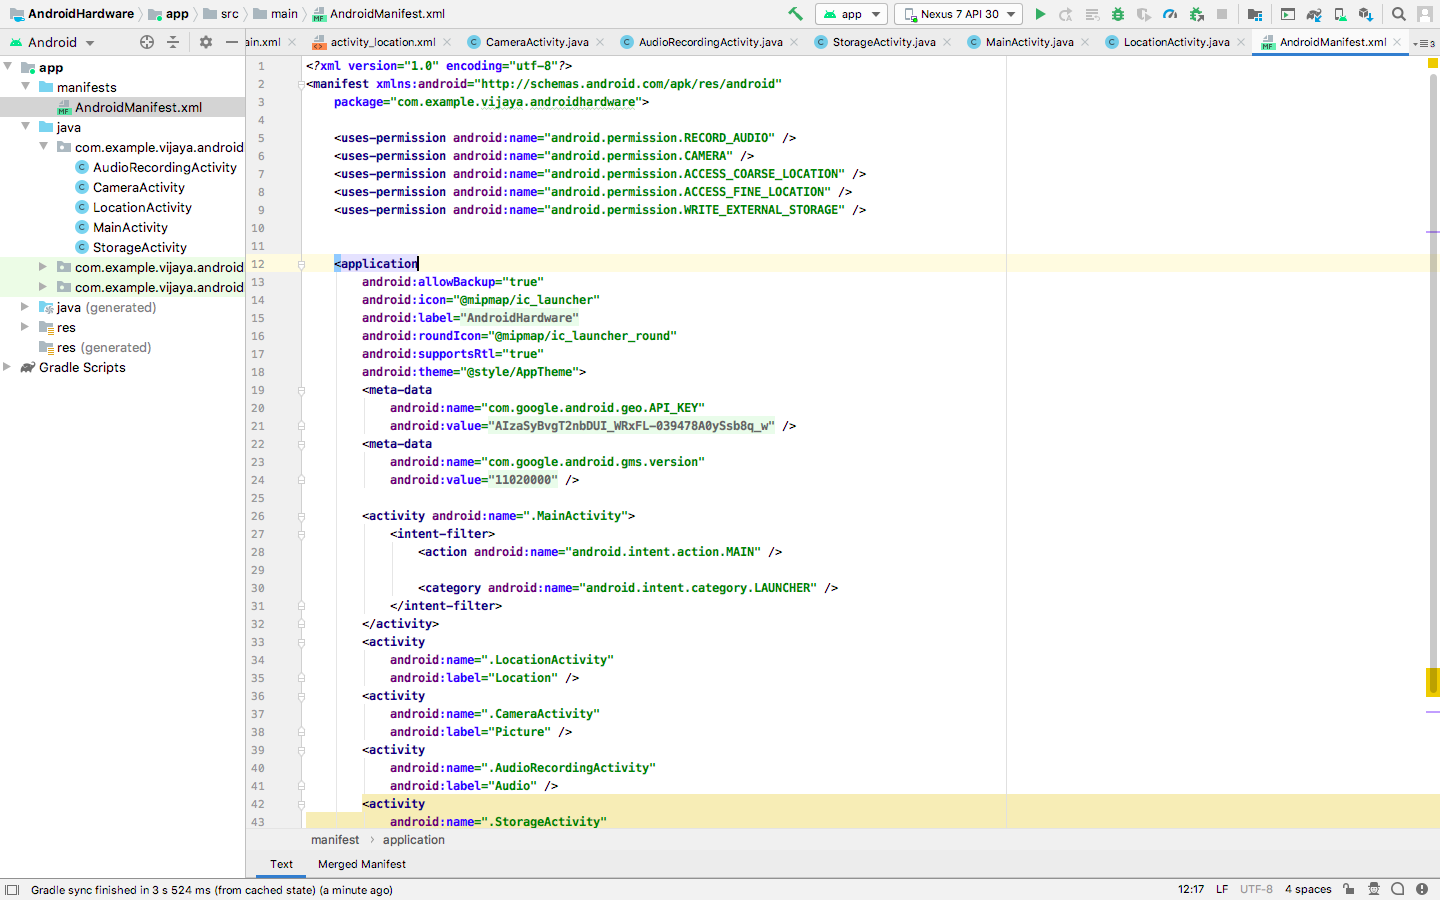 AndroidHardware app src main AndroidManifest.xml app Nexus 7 API 30
Android ain.xml activity_location.xml CameraActivity.java AudioRecordingActivity.java StorageActivity.java MainActivity.java LocationActivity.java AndroidManifest.xml 3
app
manifests
AndroidManifest.xml
java
com.example.vijaya.android
AudioRecordingActivity
CameraActivity
LocationActivity
MainActivity
StorageActivity
com.example.vijaya.android
com.example.vijaya.android
java (generated)
res
res (generated)
Gradle Scripts
1 <?xml version="1.0" encoding="utf-8"?>
2 <manifest xmlns:android="http://schemas.android.com/apk/res/android"
3 package="com.example.vijaya.androidhardware">
4
5 <uses-permission android:name="android.permission.RECORD_AUDIO" />
6 <uses-permission android:name="android.permission.CAMERA" />
7 <uses-permission android:name="android.permission.ACCESS_COARSE_LOCATION" />
8 <uses-permission android:name="android.permission.ACCESS_FINE_LOCATION" />
9 <uses-permission android:name="android.permission.WRITE_EXTERNAL_STORAGE" />
10
11
12 <application
13 android:allowBackup="true"
14 android:icon="@mipmap/ic_launcher"
15 android:label="AndroidHardware"
16 android:roundIcon="@mipmap/ic_launcher_round"
17 android:supportsRtl="true"
18 android:theme="@style/AppTheme">
19 <meta-data
20 android:name="com.google.android.geo.API_KEY"
21 android:value="AIzaSyBvgT2nbDUI_WRxFL-039478A0ySsb8q_w" />
22 <meta-data
23 android:name="com.google.android.gms.version"
24 android:value="11020000" />
25
26 <activity android:name=".MainActivity">
27 <intent-filter>
28 <action android:name="android.intent.action.MAIN" />
29
30 <category android:name="android.intent.category.LAUNCHER" />
31 </intent-filter>
32 </activity>
33 <activity
34 android:name=".LocationActivity"
35 android:label="Location" />
36 <activity
37 android:name=".CameraActivity"
38 android:label="Picture" />
39 <activity
40 android:name=".AudioRecordingActivity"
41 android:label="Audio" />
42 <activity
43 android:name=".StorageActivity"
manifest application
Text Merged Manifest
Gradle sync finished in 3 s 524 ms (from cached state) (a minute ago) 12:17 LF UTF-8 4 spaces